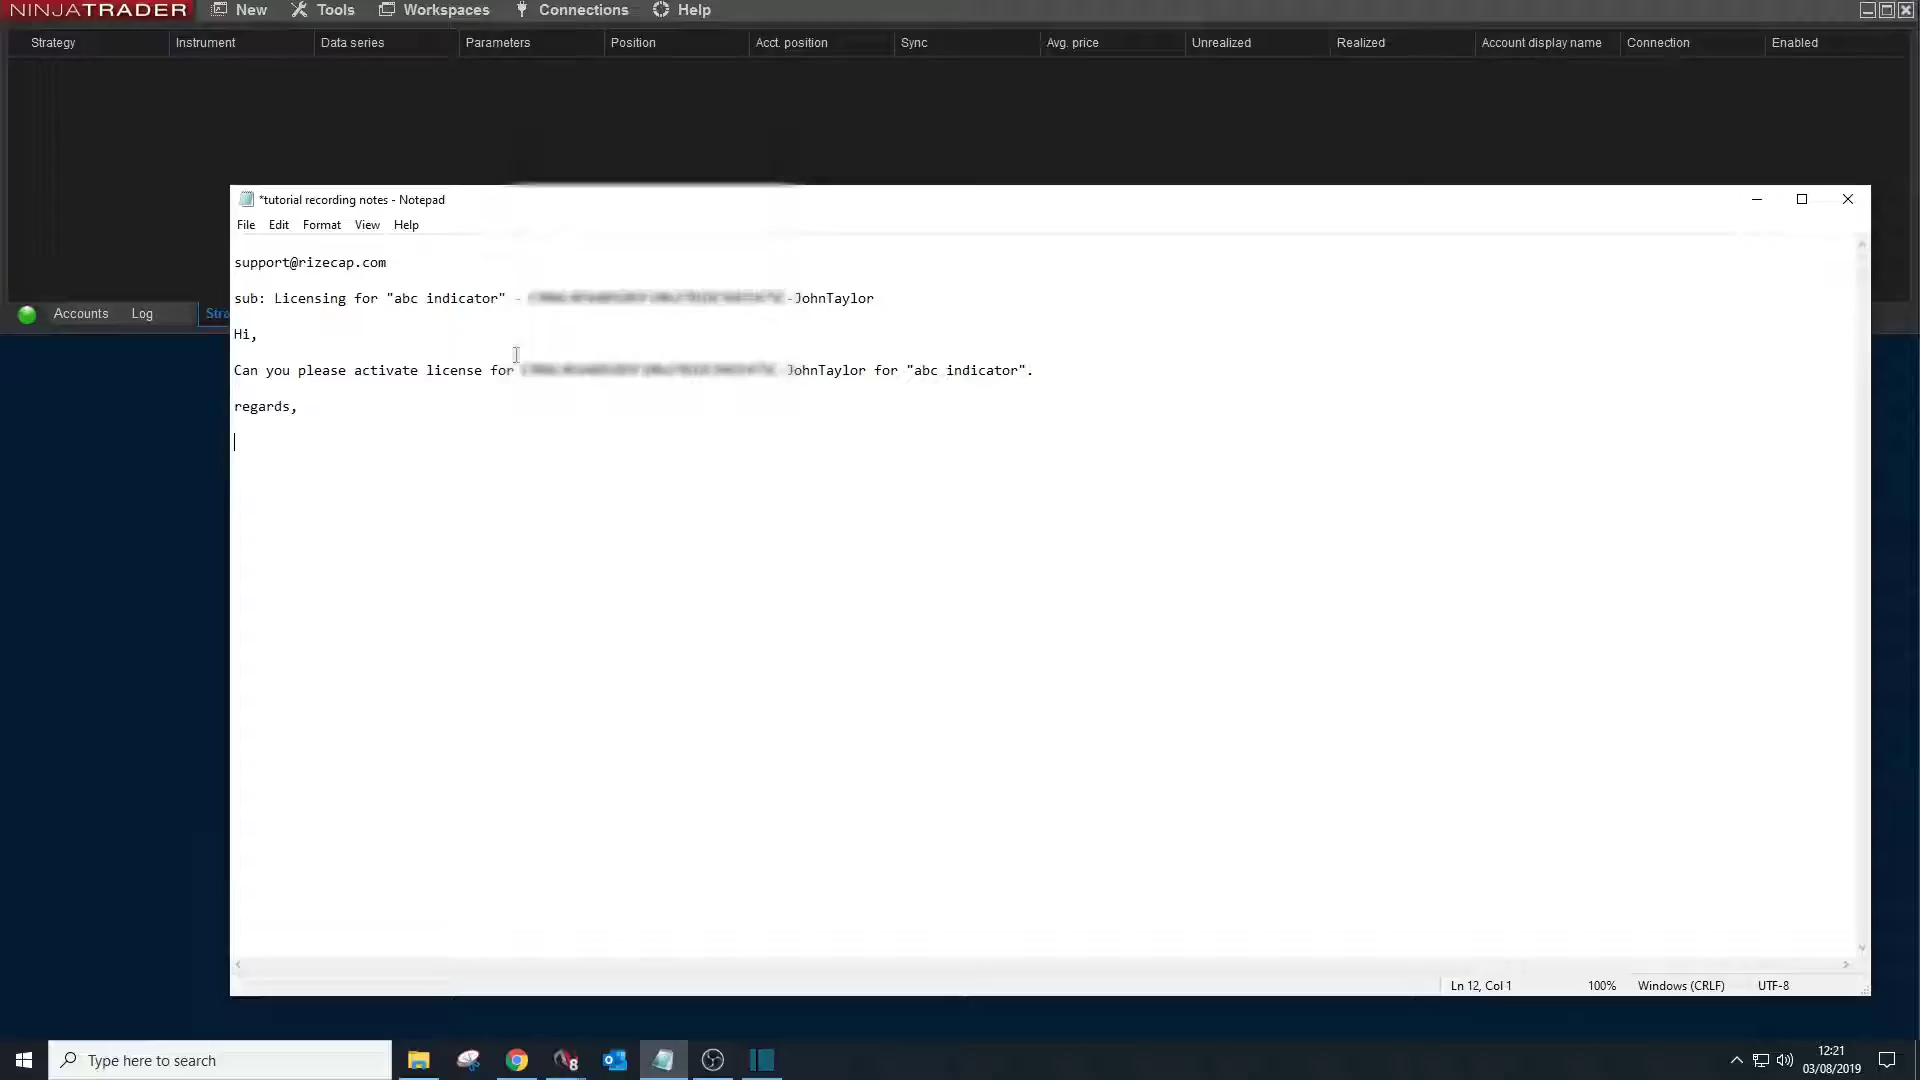 NINJATRADER New Tools Workspaces Connections Help
Strategy Instrument Data series Parameters Position Acct. position Sync Avg. price Unrealized Realized Account display name Connection Enabled
*tutorial recording notes - Notepad
File Edit Format View Help
support@rizecap.com
sub: Licensing for "abc indicator" - -JohnTaylor
Accounts Log Stra
Hi,
Can you please activate license for JohnTaylor for "abc indicator".
regards,
Ln 12, Col 1 100% Windows (CRLF) UTF-8
Type here to search
8
12:21
03/08/2019